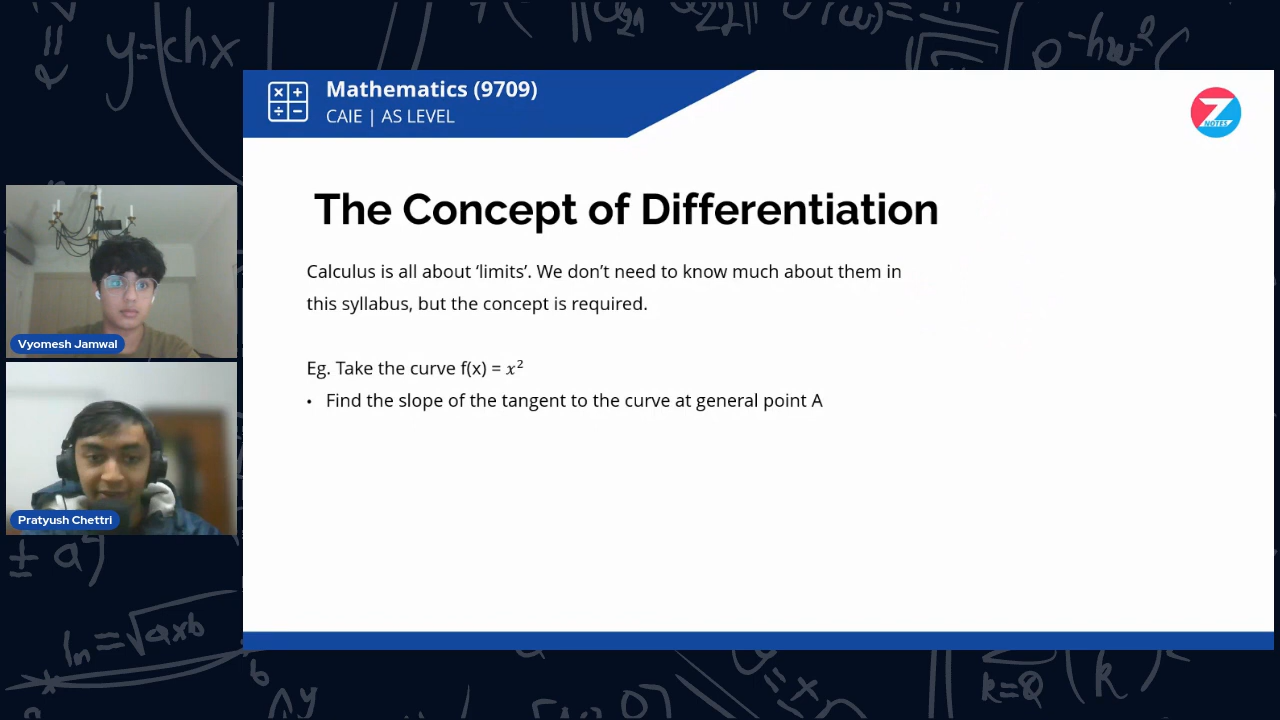 y=chx
Mathematics (9709)
CAIE | AS LEVEL
Z
NOTES
The Concept of Differentiation
Calculus is all about ‘limits’. We don’t need to know much about them in
this syllabus, but the concept is required.
Eg. Take the curve f(x) = x²
• Find the slope of the tangent to the curve at general point A
Vyomesh Jamwal
Pratyush Chettri